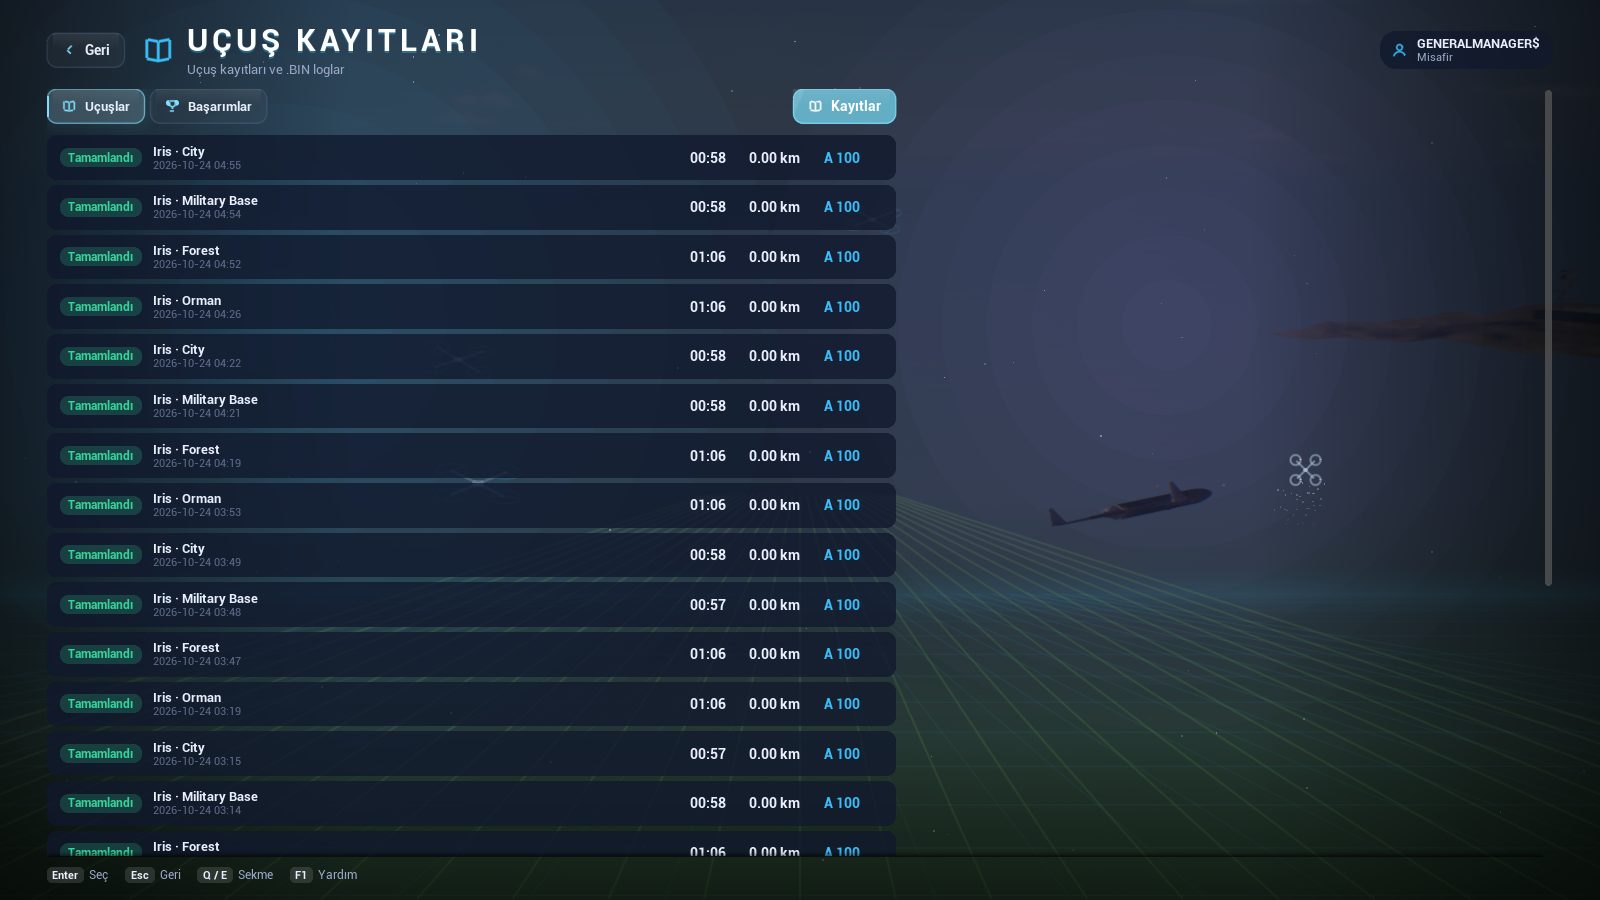 Geri
UÇUŞ KAYITLARI
Uçuş kayıtları ve .BIN loglar
GENERALMANAGER$
Misafir
Uçuşlar
Başarımlar
Kayıtlar
Tamamlandı Iris · City 00:58 0.00 km A 100
2026-10-24 04:55
Tamamlandı Iris · Military Base 00:58 0.00 km A 100
2026-10-24 04:54
Tamamlandı Iris · Forest 01:06 0.00 km A 100
2026-10-24 04:52
Tamamlandı Iris · Orman 01:06 0.00 km A 100
2026-10-24 04:26
Tamamlandı Iris · City 00:58 0.00 km A 100
2026-10-24 04:22
Tamamlandı Iris · Military Base 00:58 0.00 km A 100
2026-10-24 04:21
Tamamlandı Iris · Forest 01:06 0.00 km A 100
2026-10-24 04:19
Tamamlandı Iris · Orman 01:06 0.00 km A 100
2026-10-24 03:53
Tamamlandı Iris · City 00:58 0.00 km A 100
2026-10-24 03:49
Tamamlandı Iris · Military Base 00:57 0.00 km A 100
2026-10-24 03:48
Tamamlandı Iris · Forest 01:06 0.00 km A 100
2026-10-24 03:47
Tamamlandı Iris · Orman 01:06 0.00 km A 100
2026-10-24 03:19
Tamamlandı Iris · City 00:57 0.00 km A 100
2026-10-24 03:15
Tamamlandı Iris · Military Base 00:58 0.00 km A 100
2026-10-24 03:14
Tamamlandı Iris · Forest 01:06 0.00 km A 100
Enter Seç Esc Geri Q / E Sekme F1 Yardım